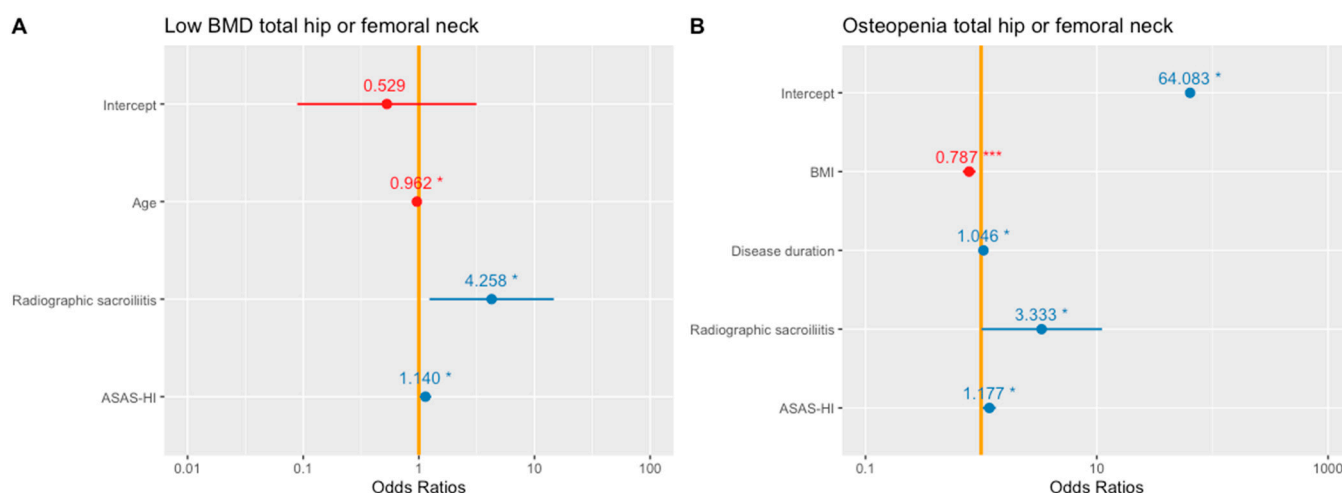 A
Low BMD total hip or femoral neck
Intercept
0.529
Age
0.962 *
Radiographic sacroiliitis
4.258 *
ASAS-HI
1.140 *
0.01
0.1
1
10
100
Odds Ratios
B
Osteopenia total hip or femoral neck
Intercept
64.083 *
BMI
0.787 ***
Disease duration
1.046 *
Radiographic sacroiliitis
3.333 *
ASAS-HI
1.177 *
0.1
10
1000
Odds Ratios